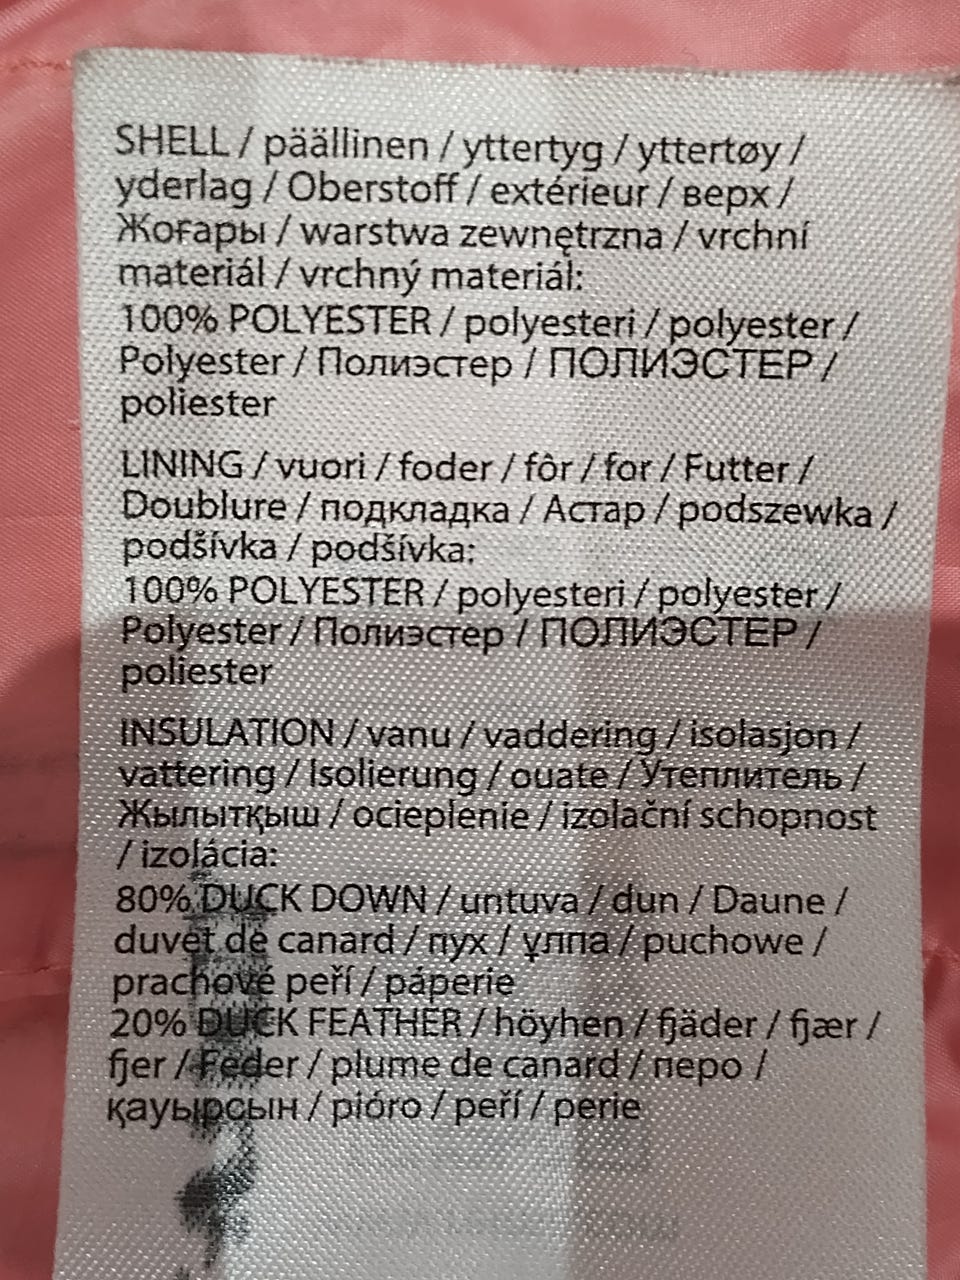 SHELL / päällinen / yttertyg / yttertøy /
yderlag / Oberstoff / extérieur / верх /
Жоғары / warstwa zewnętrzna / vrchní
materiál / vrchný materiál:
100% POLYESTER / polyesteri / polyester /
Polyester / Полиэстер / ПОЛИЭСТЕР /
poliester
LINING / vuori / foder / fôr / for / Futter /
Doublure / подкладка / Астар / podszewka /
podšívka / podšívka:
100% POLYESTER / polyesteri / polyester /
Polyester / Полиэстер / ПОЛИЭСТЕР /
poliester
INSULATION / vanu / vaddering / isolasjon /
vattering / Isolierung / ouate / Утеплитель /
Жылытқыш / ocieplenie / izolační schopnost
/ izolácia:
80% DUCK DOWN / untuva / dun / Daune /
duvet de canard / пух / ұлпа / puchowe /
prachové peří / páperie
20% DUCK FEATHER / höyhen / fjäder / fjær /
fjer / Feder / plume de canard / перо /
қауырсын / pióro / peří / perie